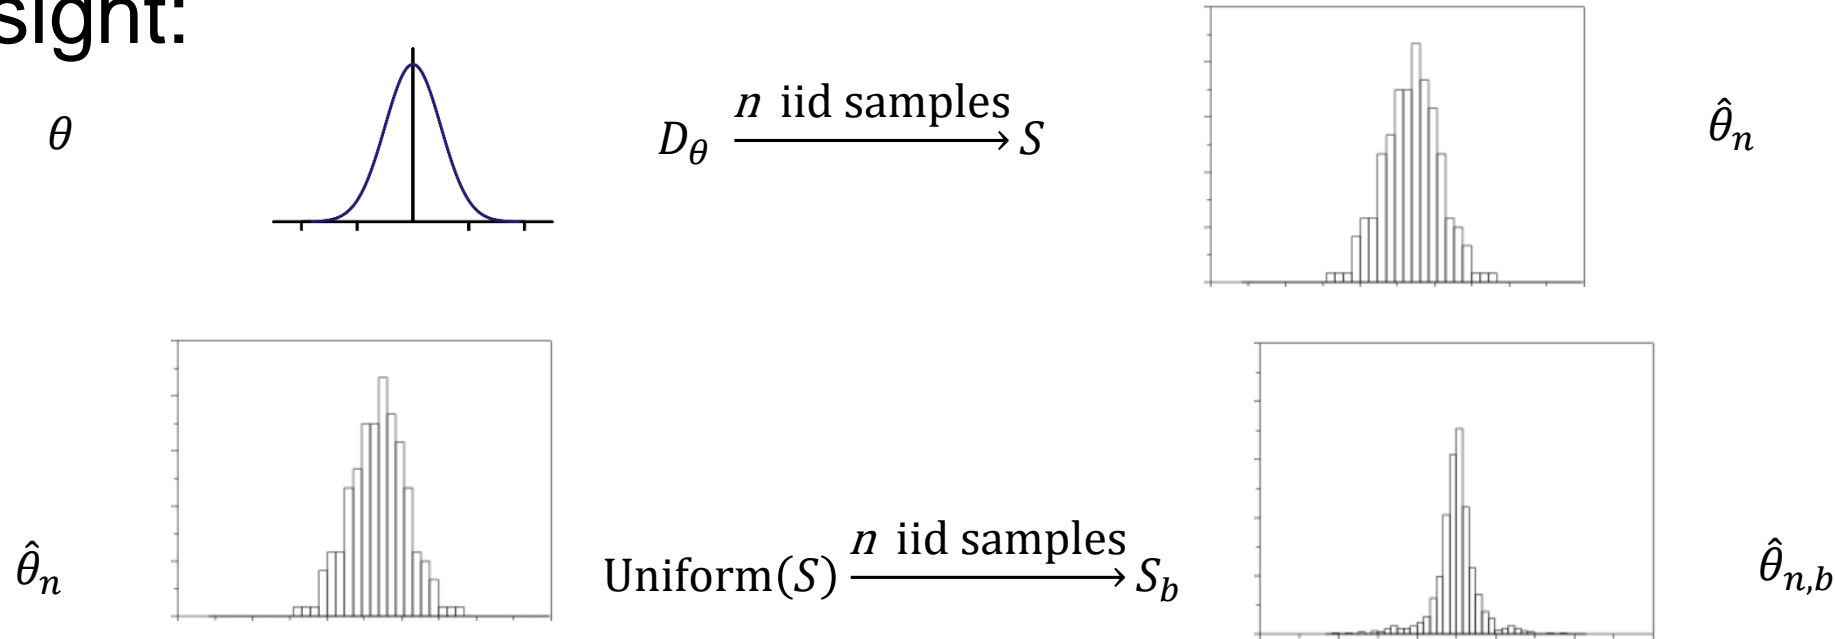 sight:
θ
D_θ n iid samples → S
θ̂_n
θ̂_n
Uniform(S) n iid samples → S_b
θ̂_{n,b}